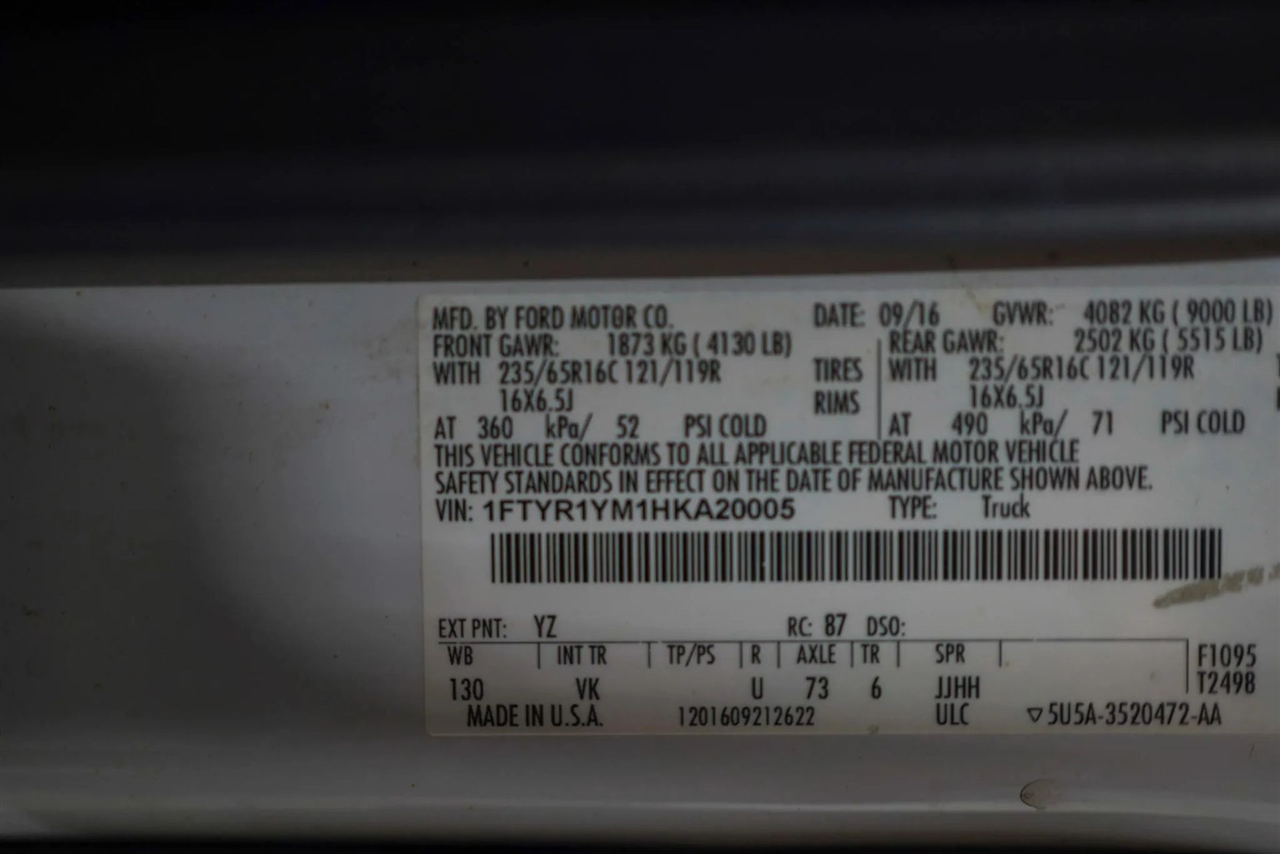 MFD. BY FORD MOTOR CO. DATE: 09/16 GVWR: 4082 KG ( 9000 LB)
FRONT GAWR: 1873 KG ( 4130 LB) REAR GAWR: 2502 KG ( 5515 LB)
WITH 235/65R16C 121/119R TIRES WITH 235/65R16C 121/119R
16X6.5J RIMS 16X6.5J
AT 360 kPa/ 52 PSI COLD AT 490 kPa/ 71 PSI COLD
THIS VEHICLE CONFORMS TO ALL APPLICABLE FEDERAL MOTOR VEHICLE
SAFETY STANDARDS IN EFFECT ON THE DATE OF MANUFACTURE SHOWN ABOVE.
VIN: 1FTYR1YM1HKA20005 TYPE: Truck
EXT PNT: YZ RC: 87 DSO:
WB INT TR TP/PS R AXLE TR SPR F1095
130 VK U 73 6 JJHH T2498
MADE IN U.S.A. 1201609212622 ULC ▽5U5A-3520472-AA